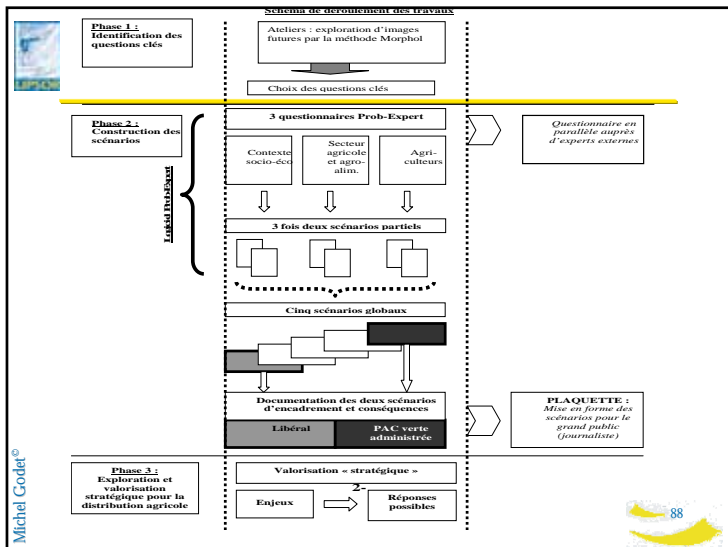 Schéma de déroulement des travaux
Phase 1 :
Identification des
questions clés
Ateliers : exploration d'images
futures par la méthode Morphol
Choix des questions clés
LIPSOR
Phase 2 :
Construction des
scénarios
3 questionnaires Prob-Expert
Questionnaire en
parallèle auprès
d'experts externes
Contexte
socio-éco
Secteur
agricole
et agro-
alim.
Agri-
culteurs
Logiciel Prob-Expert
3 fois deux scénarios partiels
Cinq scénarios globaux
Documentation des deux scénarios
d'encadrement et conséquences
Libéral
PAC verte
administrée
PLAQUETTE :
Mise en forme des
scénarios pour le
grand public
(journaliste)
Phase 3 :
Exploration et
valorisation
stratégique pour la
distribution agricole
Valorisation « stratégique »
2-
Enjeux
Réponses
possibles
Michel Godet©
88